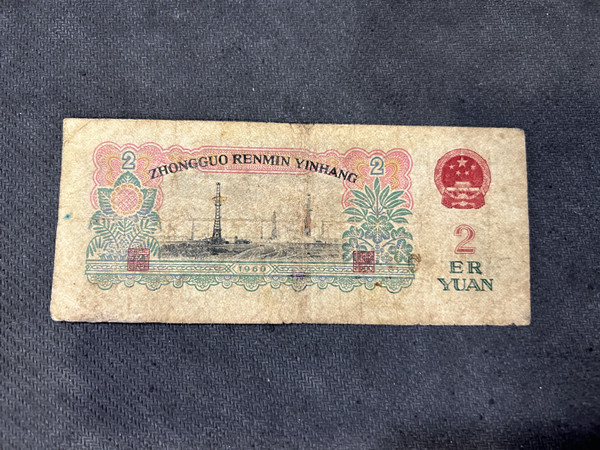 2
2
ZHONGGUO RENMIN YINHANG
1960
2
ER
YUAN